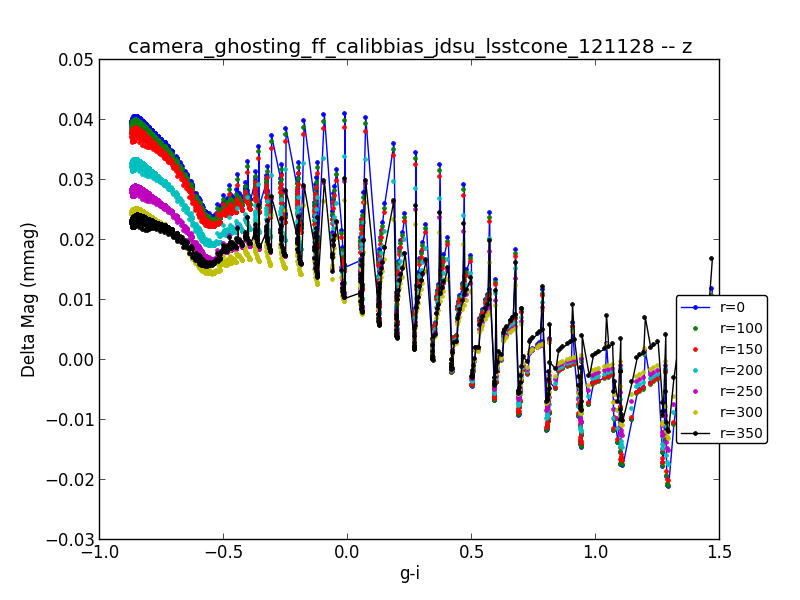 camera_ghosting_ff_calibbias_jdsu_lsstcone_121128 -- z
0.05
0.04
0.03
0.02
0.01
0.00
−0.01
−0.02
−0.03
Delta Mag (mmag)
r=0
r=100
r=150
r=200
r=250
r=300
r=350
−1.0
−0.5
0.0
0.5
1.0
1.5
g-i